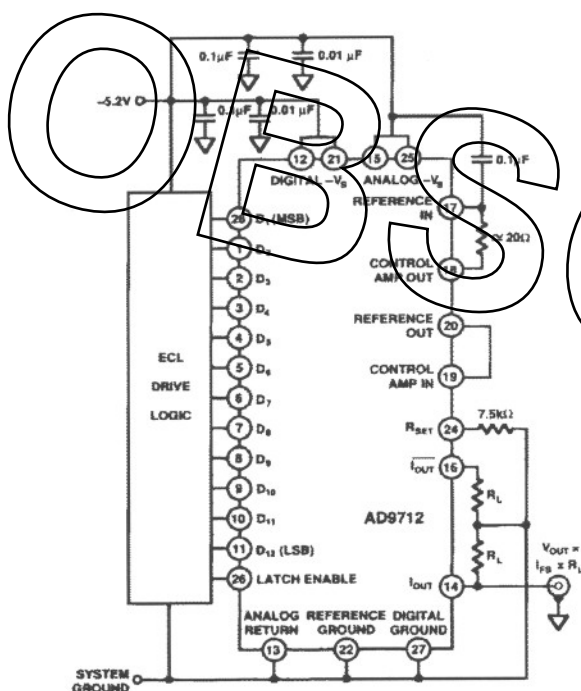 OBSO
0.1µF 0.01 µF
–5.2V
0.1µF 0.01 µF
12 21 15 25
DIGITAL –VS ANALOG –VS
0.1µF
REFERENCE IN 17
≃ 20Ω
CONTROL AMP OUT 18
REFERENCE OUT 20
CONTROL AMP IN 19
RSET 24 7.5kΩ
IOUT 16
RL
AD9712
RL
VOUT =
IFS x RL
IOUT 14
ECL
DRIVE
LOGIC
28 D1 (MSB)
1 D2
2 D3
3 D4
4 D5
5 D6
6 D7
7 D8
8 D9
9 D10
10 D11
11 D12 (LSB)
26 LATCH ENABLE
ANALOG RETURN
REFERENCE GROUND
DIGITAL GROUND
13 22 27
SYSTEM
GROUND